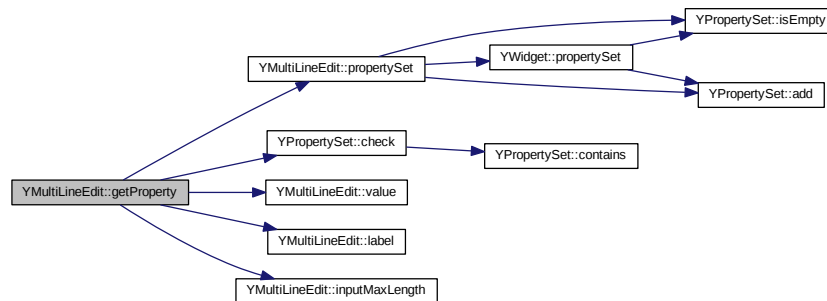 YPropertySet::isEmpty
YMultiLineEdit::propertySet
YWidget::propertySet
YPropertySet::add
YPropertySet::check
YPropertySet::contains
YMultiLineEdit::getProperty
YMultiLineEdit::value
YMultiLineEdit::label
YMultiLineEdit::inputMaxLength